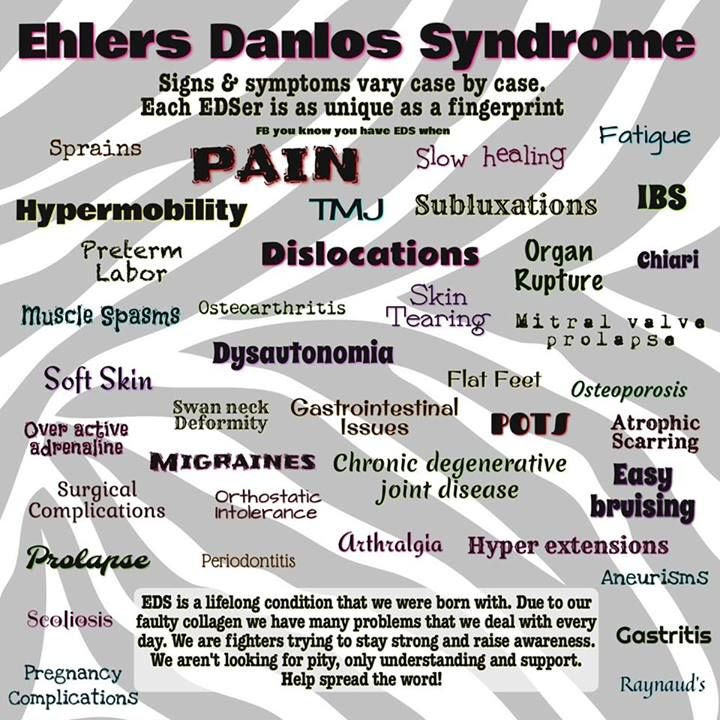 Ehlers Danlos Syndrome
Signs & symptoms vary case by case.
Each EDSer is as unique as a fingerprint
FB you know you have EDS when
Fatigue
Sprains
PAIN
Slow healing
Hypermobility
TMJ
Subluxations
IBS
Preterm
Labor
Dislocations
Organ
Rupture
Chiari
Muscle Spasms
Osteoarthritis
Skin
Tearing
Mitral valve
prolapse
Dysautonomia
Soft Skin
Flat Feet
Osteoporosis
Over active
adrenaline
Swan neck
Deformity
Gastrointestinal
Issues
POTS
Atrophic
Scarring
MIGRAINES
Chronic degenerative
joint disease
Easy
bruising
Surgical
Complications
Orthostatic
Intolerance
Arthralgia
Hyper extensions
Prolapse
Periodontitis
Aneurisms
Scoliosis
EDS is a lifelong condition that we were born with. Due to our
faulty collagen we have many problems that we deal with every
day. We are fighters trying to stay strong and raise awareness.
We aren't looking for pity, only understanding and support.
Help spread the word!
Gastritis
Pregnancy
Complications
Raynaud's